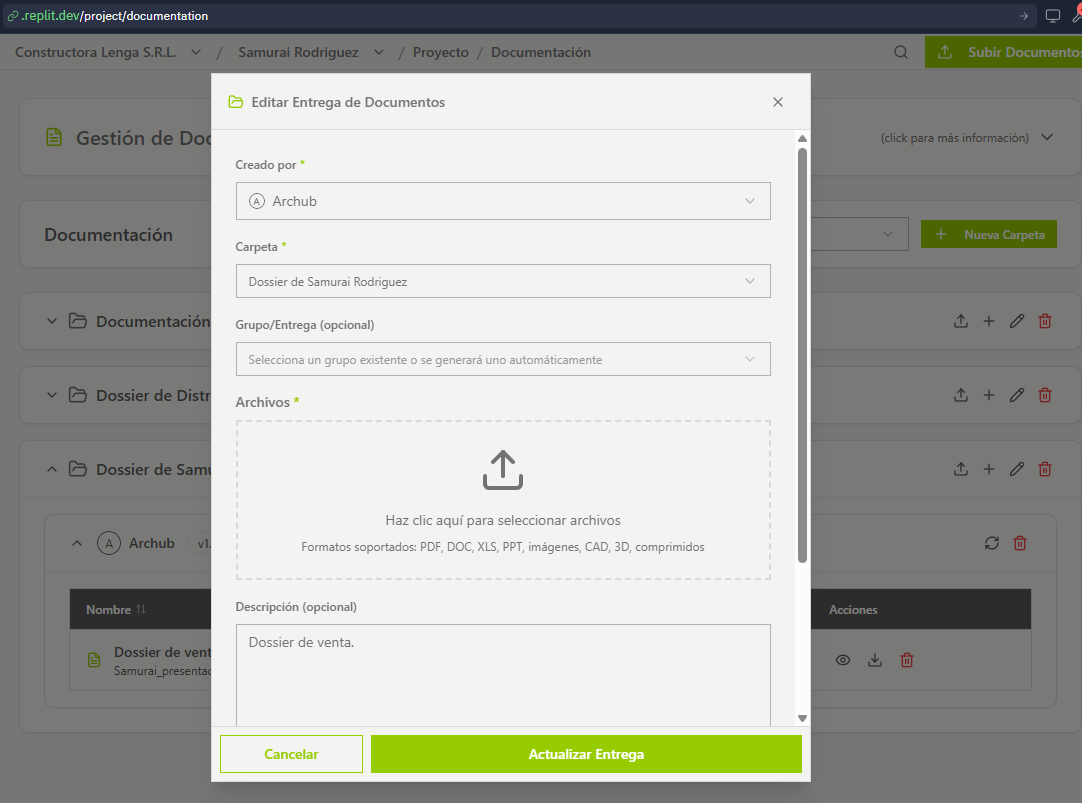 .replit.dev/project/documentation
Constructora Lenga S.R.L. / Samurai Rodriguez / Proyecto / Documentación
Subir Documentos
Gestión de Doc
(click para más información)
Documentación
Nueva Carpeta
Documentación
Dossier de Distr
Dossier de Samu
A Archub v1.
Nombre
Acciones
Dossier de vent
Samurai_presentac
Editar Entrega de Documentos
Creado por *
A Archub
Carpeta *
Dossier de Samurai Rodriguez
Grupo/Entrega (opcional)
Selecciona un grupo existente o se generará uno automáticamente
Archivos *
Haz clic aquí para seleccionar archivos
Formatos soportados: PDF, DOC, XLS, PPT, imágenes, CAD, 3D, comprimidos
Descripción (opcional)
Dossier de venta.
Cancelar
Actualizar Entrega